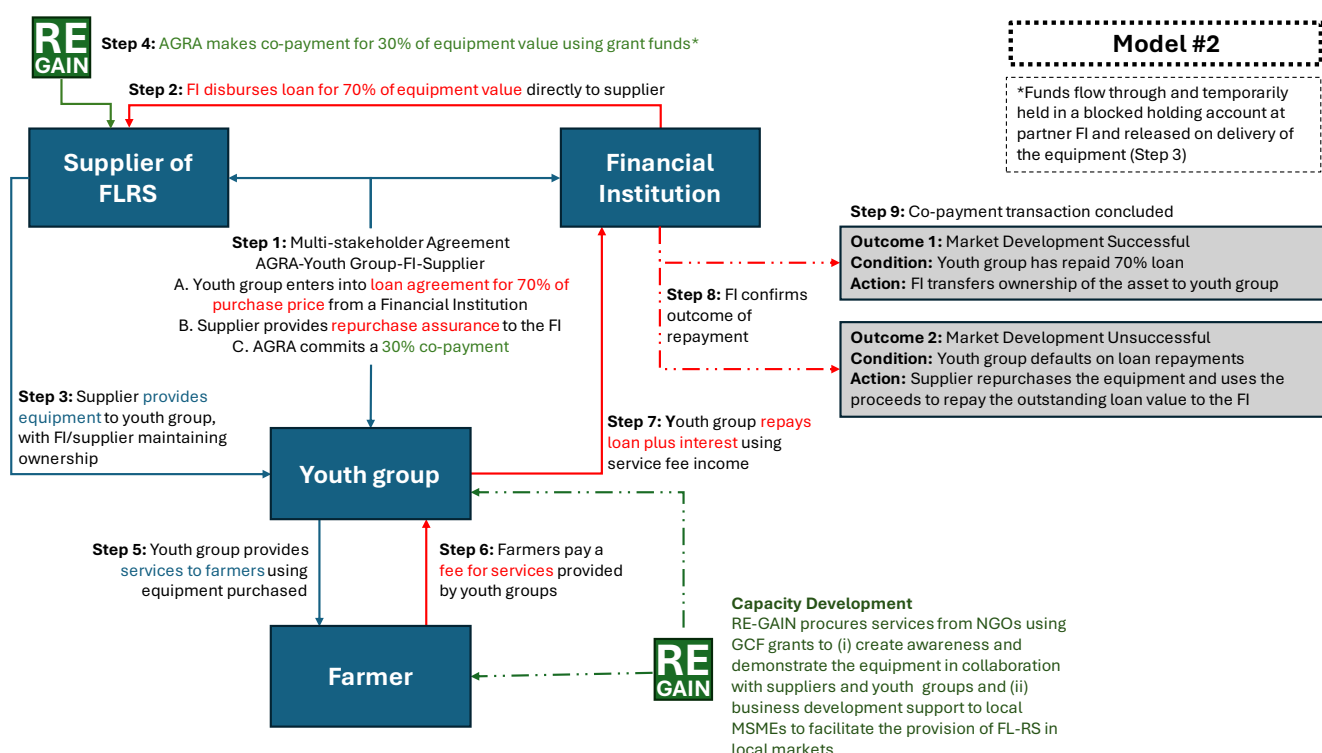 RE
GAIN
Step 4: AGRA makes co-payment for 30% of equipment value using grant funds*
Model #2
Step 2: FI disburses loan for 70% of equipment value directly to supplier
*Funds flow through and temporarily
held in a blocked holding account at
partner FI and released on delivery of
the equipment (Step 3)
Supplier of
FLRS
Financial
Institution
Step 1: Multi-stakeholder Agreement
AGRA-Youth Group-FI-Supplier
A. Youth group enters into loan agreement for 70% of
purchase price from a Financial Institution
B. Supplier provides repurchase assurance to the FI
C. AGRA commits a 30% co-payment
Step 9: Co-payment transaction concluded
Outcome 1: Market Development Successful
Condition: Youth group has repaid 70% loan
Action: FI transfers ownership of the asset to youth group
Step 8: FI confirms
outcome of
repayment
Outcome 2: Market Development Unsuccessful
Condition: Youth group defaults on loan repayments
Action: Supplier repurchases the equipment and uses the
proceeds to repay the outstanding loan value to the FI
Step 3: Supplier provides
equipment to youth group,
with FI/supplier maintaining
ownership
Step 7: Youth group repays
loan plus interest using
service fee income
Youth group
Step 5: Youth group provides
services to farmers using
equipment purchased
Step 6: Farmers pay a
fee for services provided
by youth groups
Farmer
RE
GAIN
Capacity Development
RE-GAIN procures services from NGOs using
GCF grants to (i) create awareness and
demonstrate the equipment in collaboration
with suppliers and youth groups and (ii)
business development support to local
MSMEs to facilitate the provision of FL-RS in
local markets